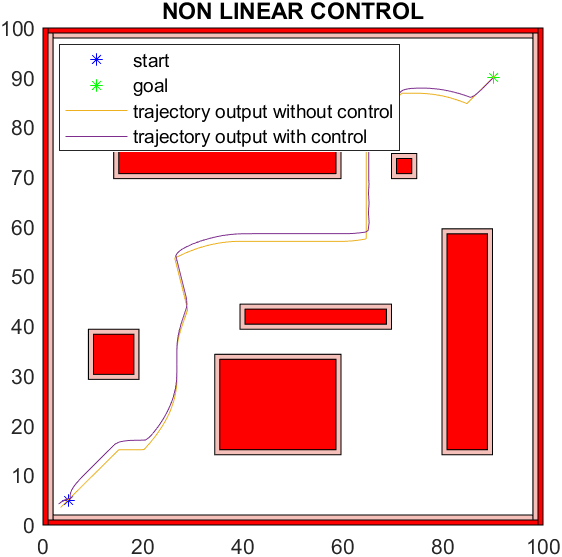 NON LINEAR CONTROL
start
goal
trajectory output without control
trajectory output with control
100
90
80
70
60
50
40
30
20
10
0
0 20 40 60 80 100